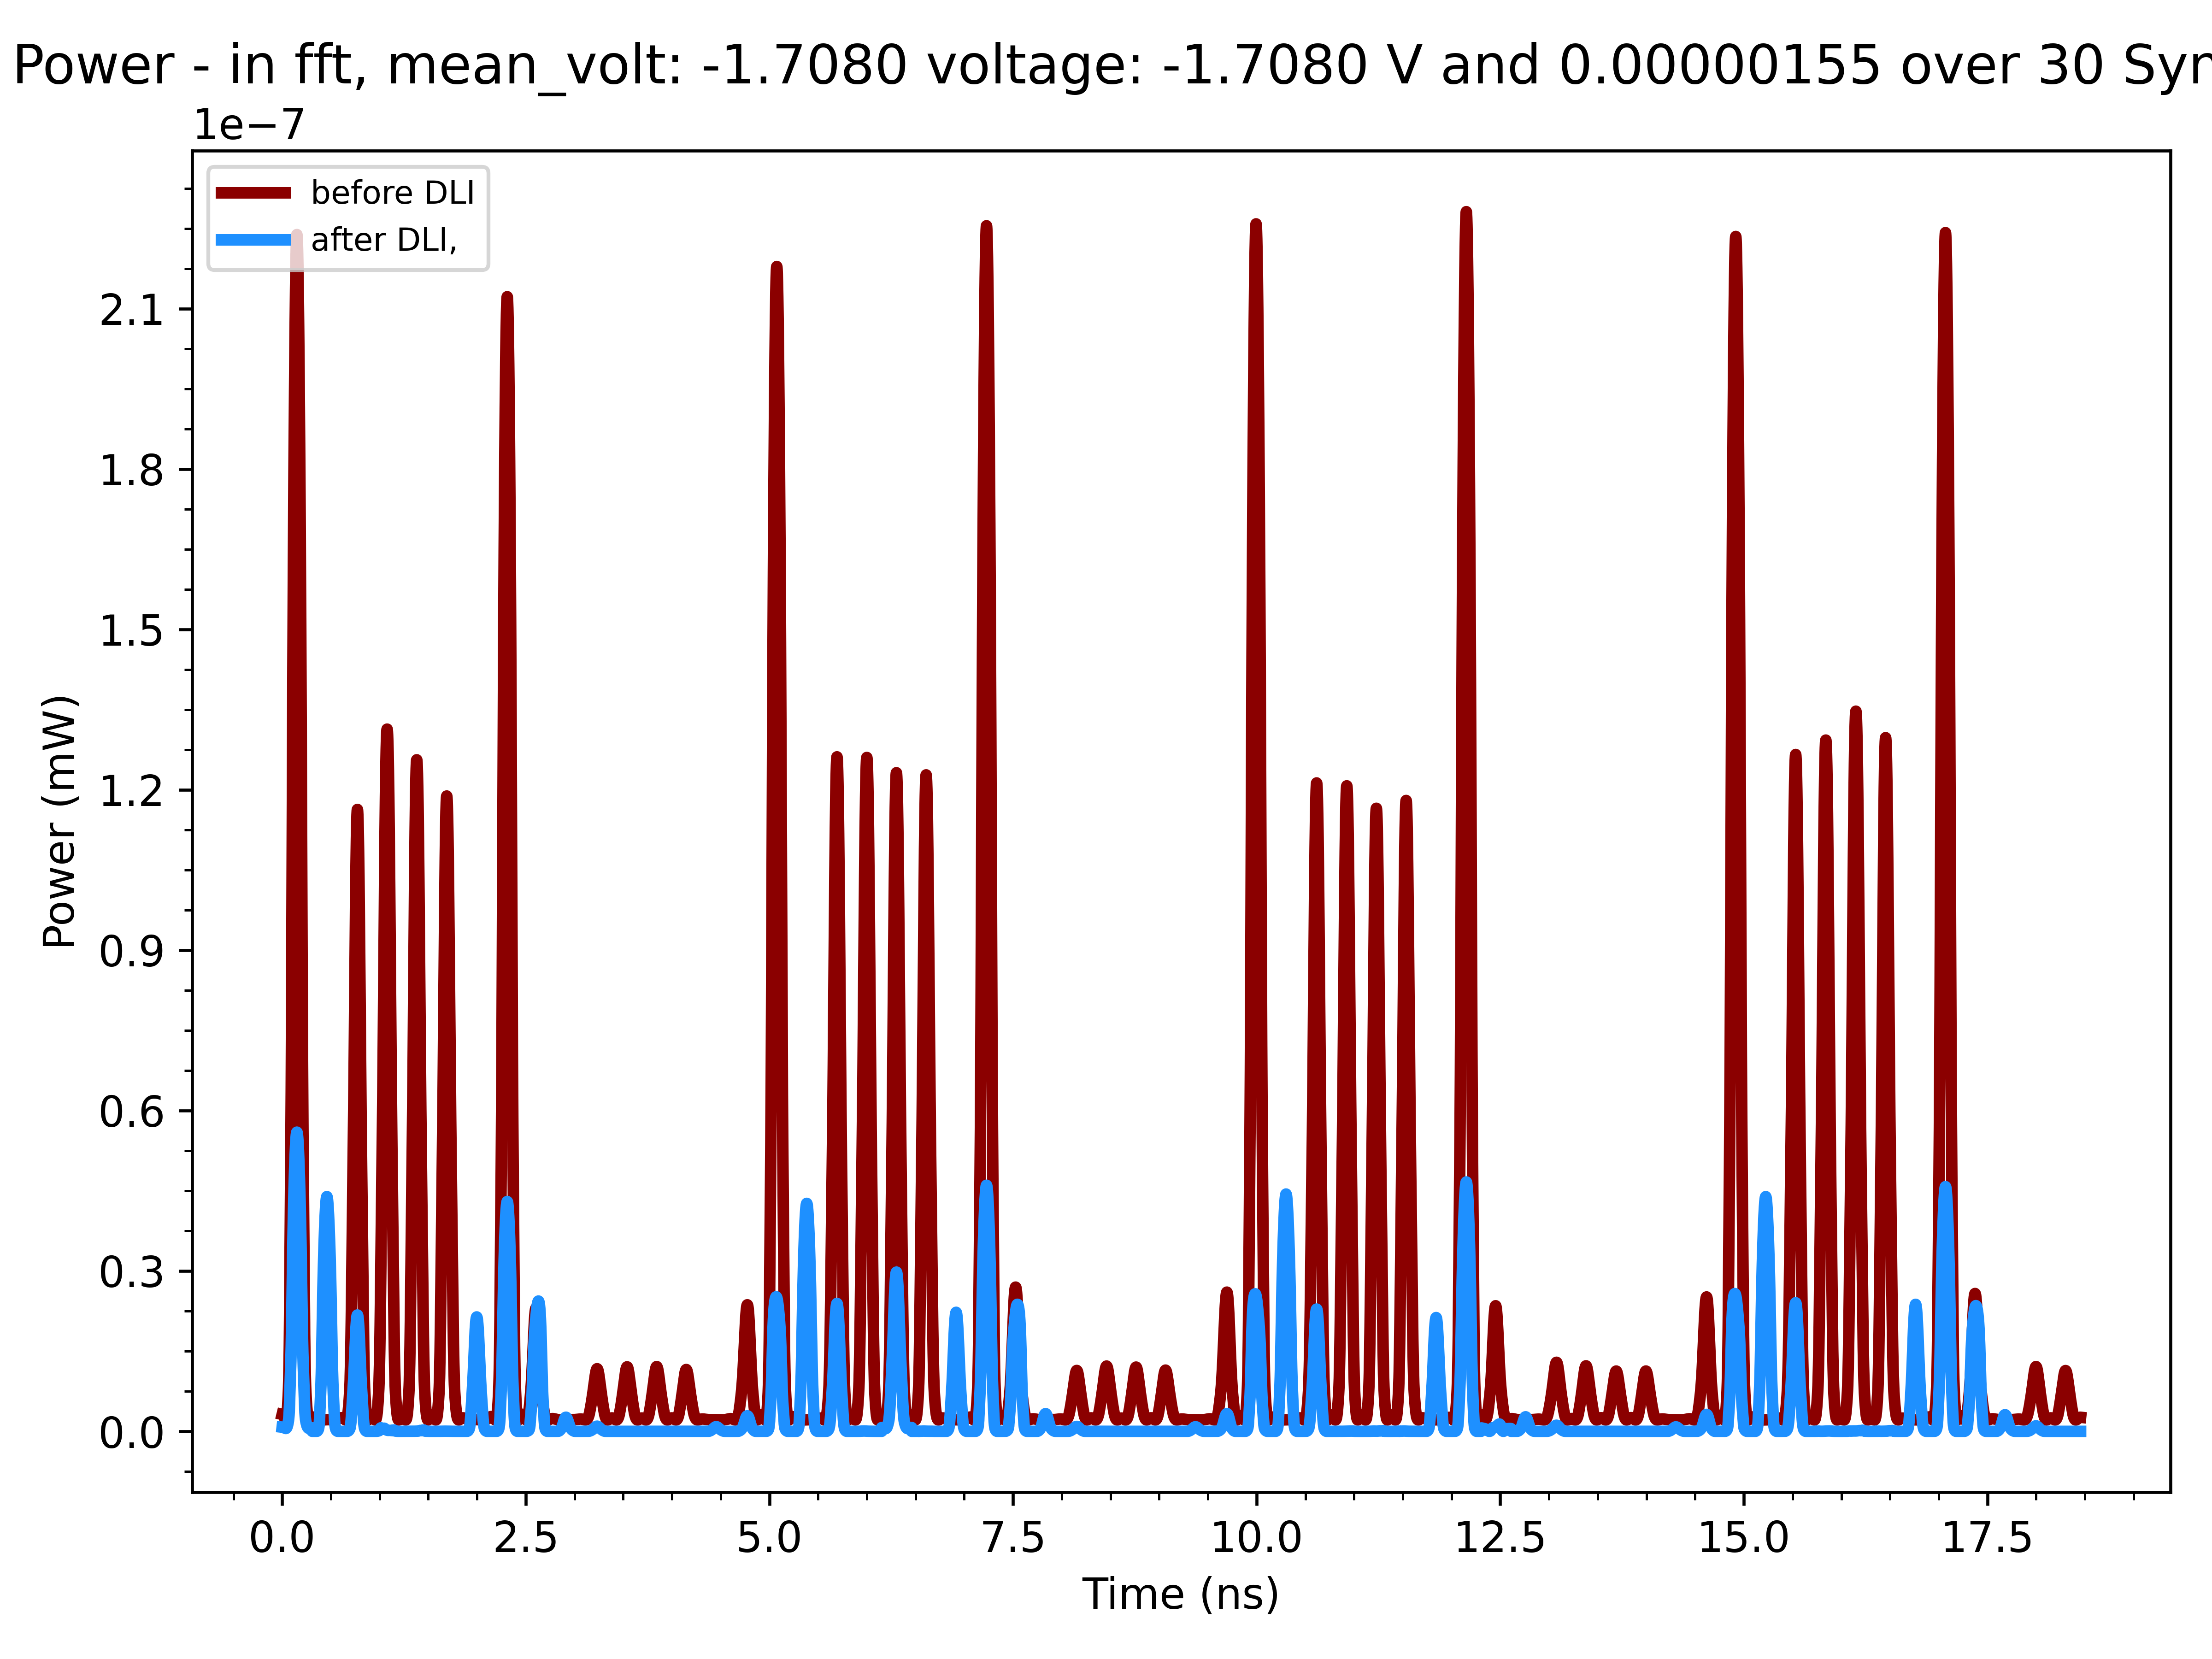 Power - in fft, mean_volt: -1.7080 voltage: -1.7080 V and 0.00000155 over 30 Syn
1e−7
before DLI
after DLI,
2.1
1.8
1.5
1.2
0.9
0.6
0.3
0.0
Power (mW)
0.0 2.5 5.0 7.5 10.0 12.5 15.0 17.5
Time (ns)